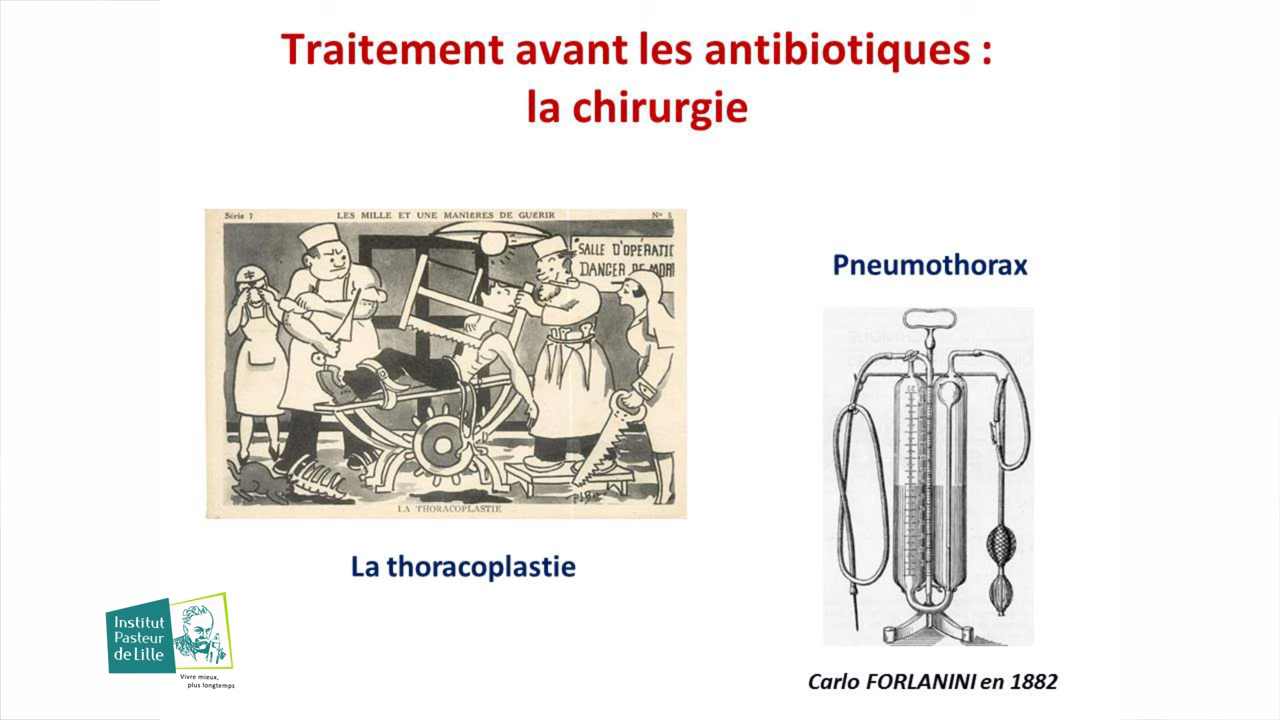 Traitement avant les antibiotiques :
la chirurgie
Série 7 LES MILLE ET UNE MANIÈRES DE GUÉRIR N° 5
SALLE D'OPÉRATI
DANGER DE MOR
LA THORACOPLASTIE
La thoracoplastie
Pneumothorax
Carlo FORLANINI en 1882
Institut
Pasteur
de Lille
Vivre mieux,
plus longtemps